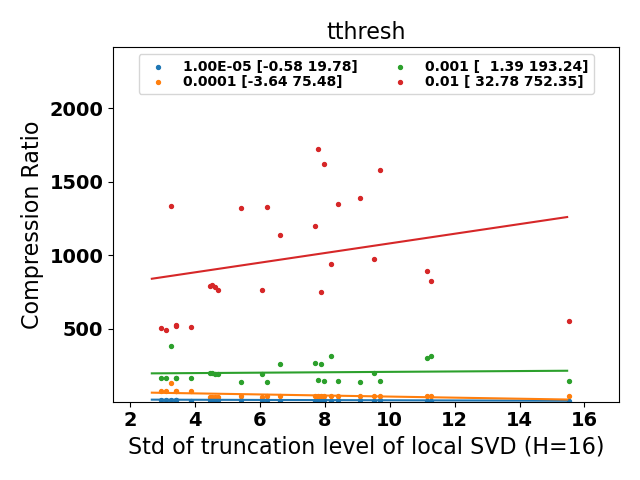 tthresh
1.00E-05 [-0.58 19.78]
0.0001 [-3.64 75.48]
0.001 [  1.39 193.24]
0.01 [ 32.78 752.35]
Compression Ratio
2000
1500
1000
500
2 4 6 8 10 12 14 16
Std of truncation level of local SVD (H=16)